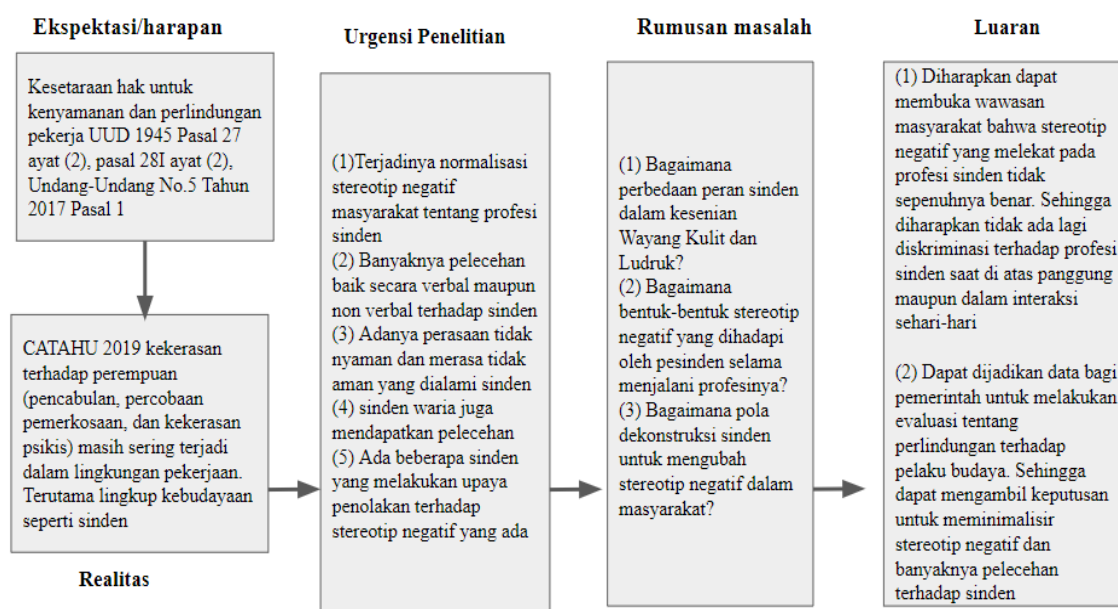 Ekspektasi/harapan
Kesetaraan hak untuk
kenyamanan dan perlindungan
pekerja UUD 1945 Pasal 27
ayat (2), pasal 28I ayat (2),
Undang-Undang No.5 Tahun
2017 Pasal 1
CATAHU 2019 kekerasan
terhadap perempuan
(pencabulan, percobaan
pemerkosaan, dan kekerasan
psikis) masih sering terjadi
dalam lingkungan pekerjaan.
Terutama lingkup kebudayaan
seperti sinden
Realitas
Urgensi Penelitian
(1)Terjadinya normalisasi
stereotip negatif
masyarakat tentang profesi
sinden
(2) Banyaknya pelecehan
baik secara verbal maupun
non verbal terhadap sinden
(3) Adanya perasaan tidak
nyaman dan merasa tidak
aman yang dialami sinden
(4) sinden waria juga
mendapatkan pelecehan
(5) Ada beberapa sinden
yang melakukan upaya
penolakan terhadap
stereotip negatif yang ada
Rumusan masalah
(1) Bagaimana
perbedaan peran sinden
dalam kesenian
Wayang Kulit dan
Ludruk?
(2) Bagaimana
bentuk-bentuk stereotip
negatif yang dihadapi
oleh pesinden selama
menjalani profesinya?
(3) Bagaimana pola
dekonstruksi sinden
untuk mengubah
stereotip negatif dalam
masyarakat?
Luaran
(1) Diharapkan dapat
membuka wawasan
masyarakat bahwa stereotip
negatif yang melekat pada
profesi sinden tidak
sepenuhnya benar. Sehingga
diharapkan tidak ada lagi
diskriminasi terhadap profesi
sinden saat di atas panggung
maupun dalam interaksi
sehari-hari
(2) Dapat dijadikan data bagi
pemerintah untuk melakukan
evaluasi tentang
perlindungan terhadap
pelaku budaya. Sehingga
dapat mengambil keputusan
untuk meminimalisir
stereotip negatif dan
banyaknya pelecehan
terhadap sinden